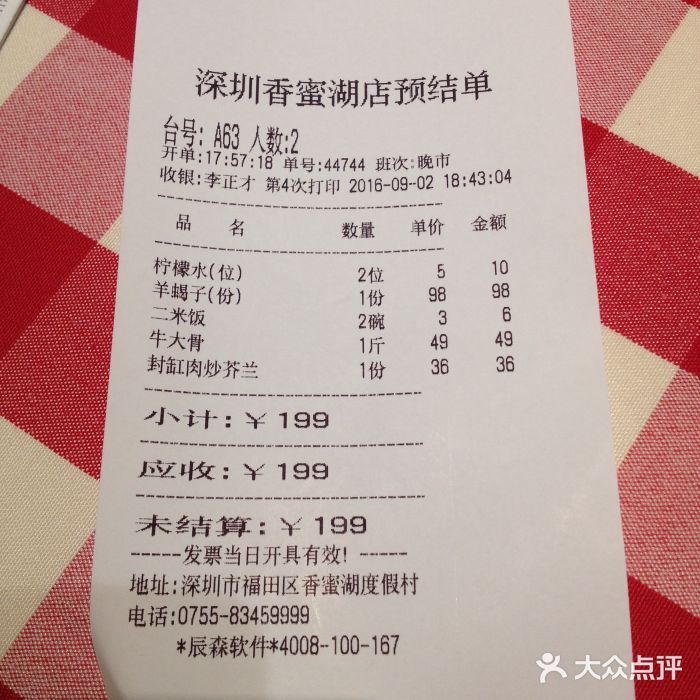 深圳香蜜湖店预结单
台号: A63 人数:2
开单:17:57:18 单号:44744 班次:晚市
收银:李正才 第4次打印 2016-09-02 18:43:04
品 名 数量 单价 金额
柠檬水(位) 2位 5 10
羊蝎子(份) 1份 98 98
二米饭 2碗 3 6
牛大骨 1斤 49 49
封缸肉炒芥兰 1份 36 36
小计:￥199
应收:￥199
未结算:￥199
-----发票当日开具有效! -----
地址:深圳市福田区香蜜湖度假村
电话:0755-83459999
*辰森软件*4008-100-167
大众点评